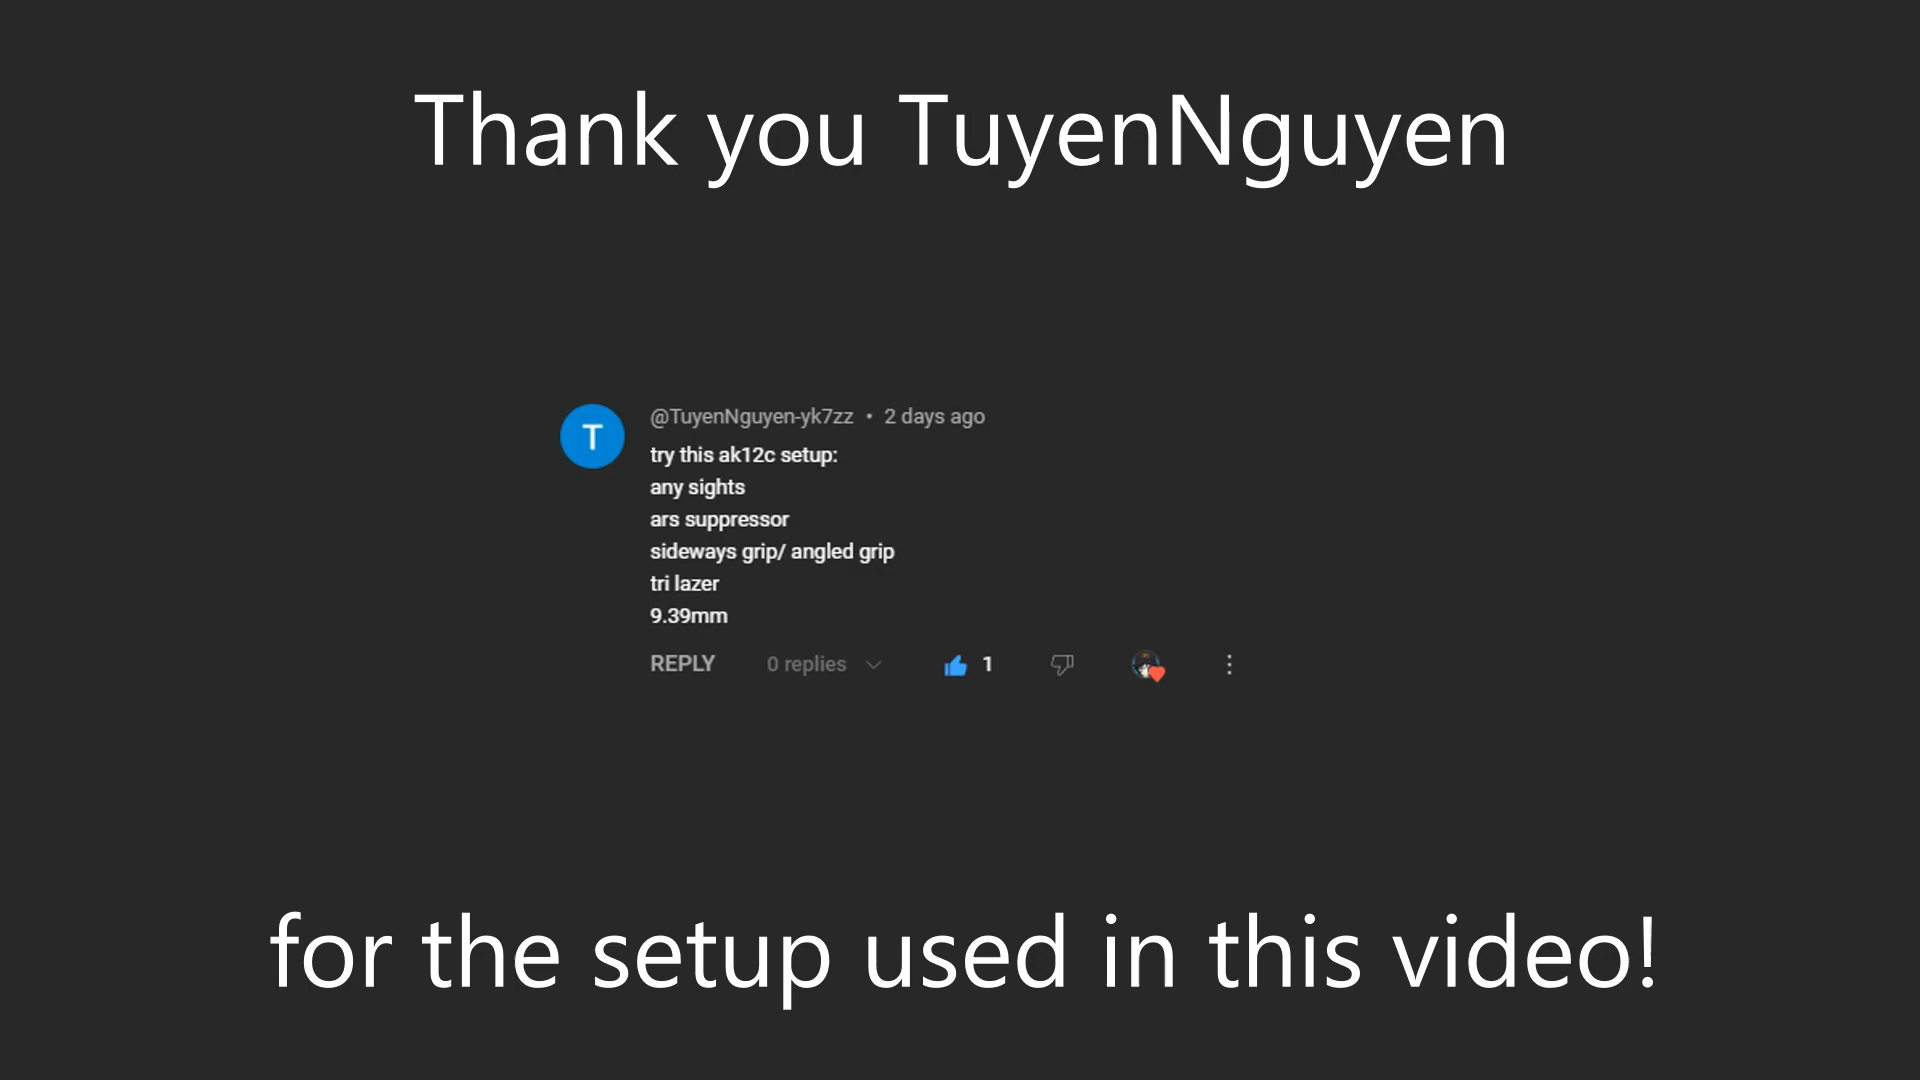 Thank you TuyenNguyen
T
@TuyenNguyen-yk7zz • 2 days ago
try this ak12c setup:
any sights
ars suppressor
sideways grip/ angled grip
tri lazer
9.39mm
REPLY 0 replies 1
for the setup used in this video!